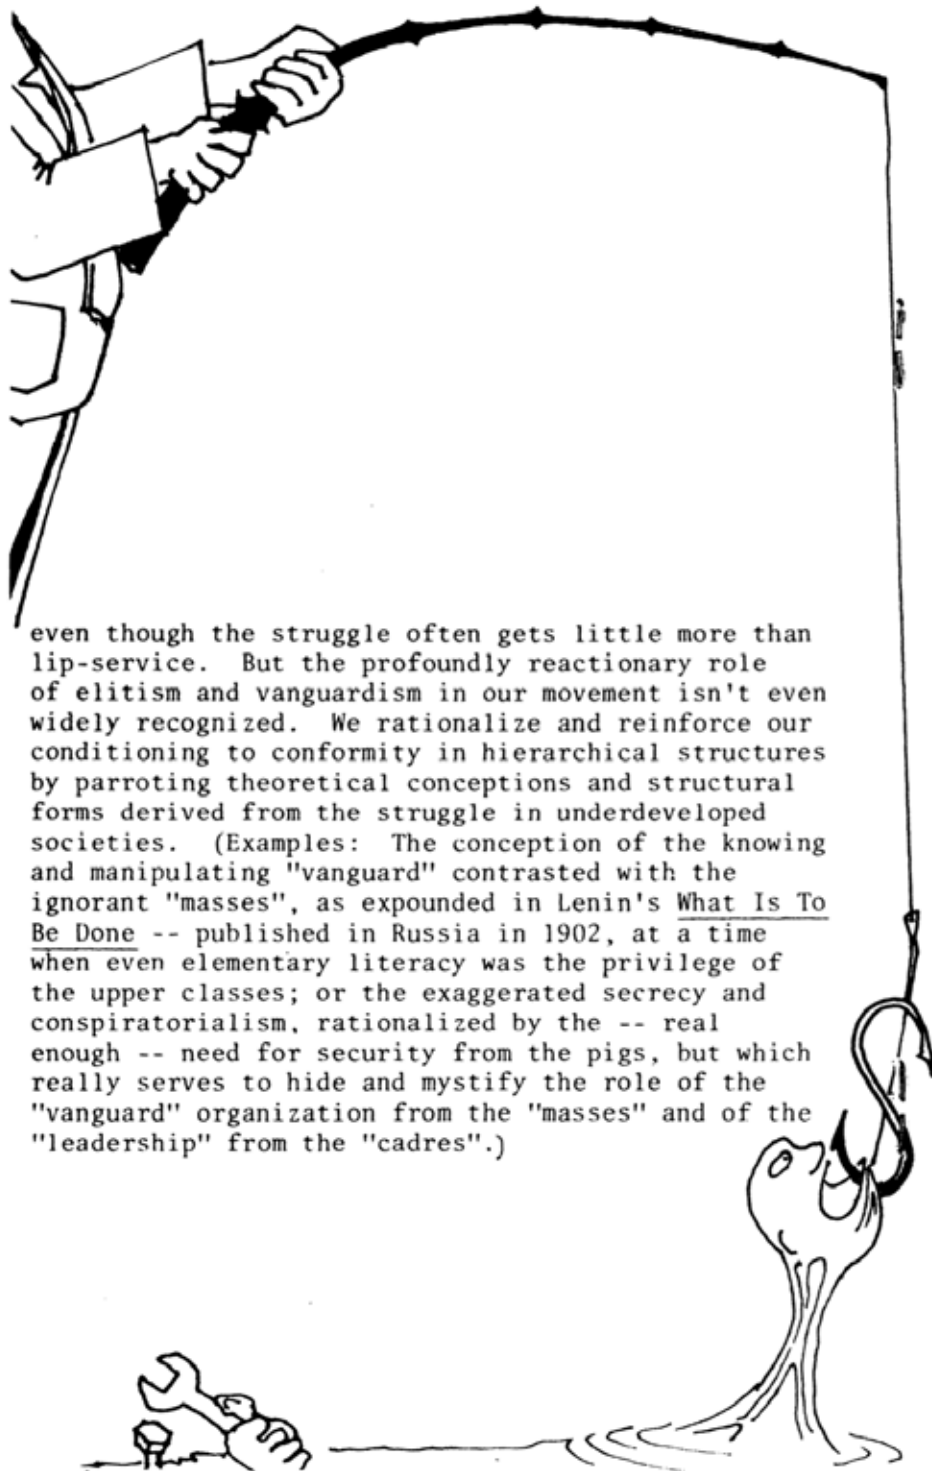 even though the struggle often gets little more than
lip-service.  But the profoundly reactionary role
of elitism and vanguardism in our movement isn't even
widely recognized.  We rationalize and reinforce our
conditioning to conformity in hierarchical structures
by parroting theoretical conceptions and structural
forms derived from the struggle in underdeveloped
societies.  (Examples:  The conception of the knowing
and manipulating "vanguard" contrasted with the
ignorant "masses", as expounded in Lenin's What Is To
Be Done -- published in Russia in 1902, at a time
when even elementary literacy was the privilege of
the upper classes; or the exaggerated secrecy and
conspiratorialism, rationalized by the -- real
enough -- need for security from the pigs, but which
really serves to hide and mystify the role of the
"vanguard" organization from the "masses" and of the
"leadership" from the "cadres".)